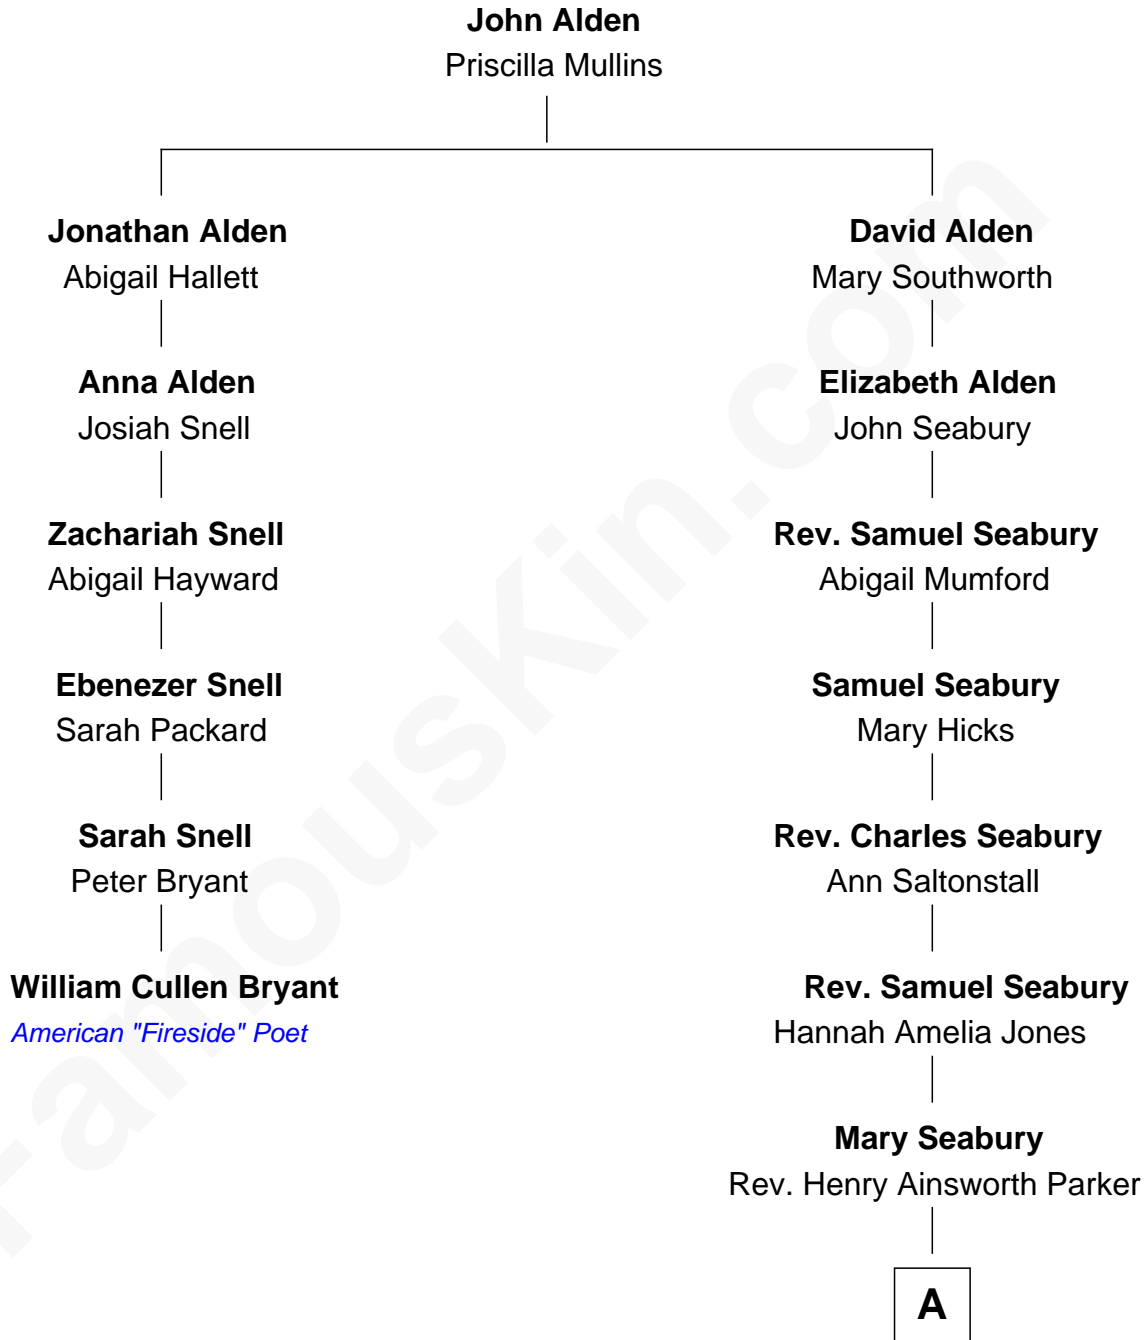 John Alden
Priscilla Mullins
Jonathan Alden
Abigail Hallett
Anna Alden
Josiah Snell
Zachariah Snell
Abigail Hayward
Ebenezer Snell
Sarah Packard
Sarah Snell
Peter Bryant
William Cullen Bryant
American "Fireside" Poet
David Alden
Mary Southworth
Elizabeth Alden
John Seabury
Rev. Samuel Seabury
Abigail Mumford
Samuel Seabury
Mary Hicks
Rev. Charles Seabury
Ann Saltonstall
Rev. Samuel Seabury
Hannah Amelia Jones
Mary Seabury
Rev. Henry Ainsworth Parker
A
FamousKin.com